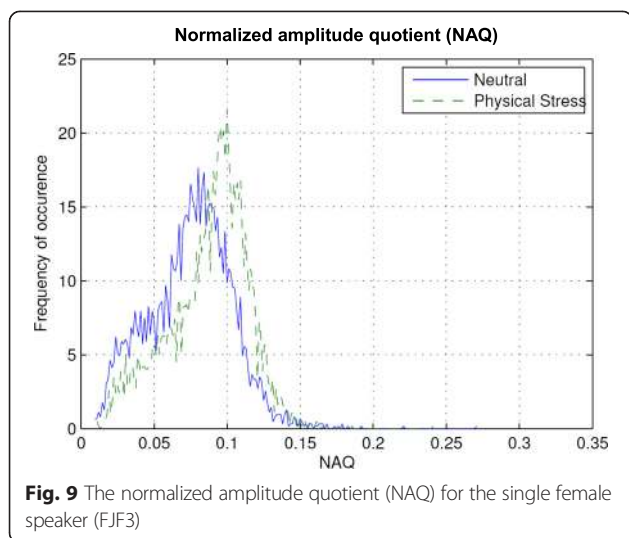 Normalized amplitude quotient (NAQ)
25
Neutral
Physical Stress
20
15
10
5
0
Frequency of occurence
0
0.05
0.1
0.15
0.2
0.25
0.3
0.35
NAQ
Fig. 9 The normalized amplitude quotient (NAQ) for the single female
speaker (FJF3)